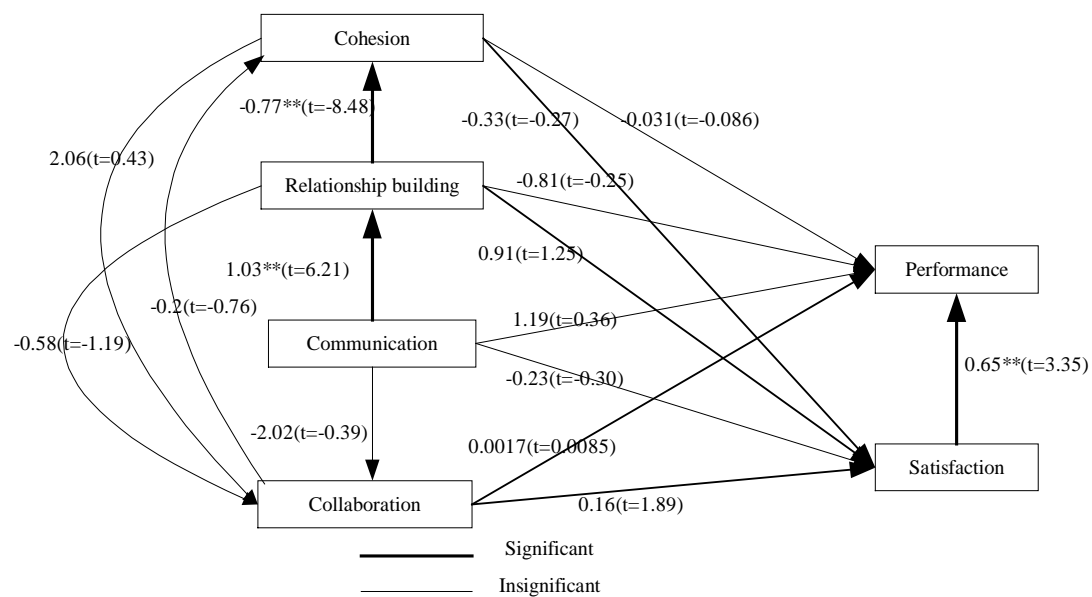 Cohesion
-0.77**(t=-8.48)
-0.33(t=-0.27)
-0.031(t=-0.086)
2.06(t=0.43)
Relationship building
-0.81(t=-0.25)
0.91(t=1.25)
1.03**(t=6.21)
Performance
-0.2(t=-0.76)
1.19(t=0.36)
-0.58(t=-1.19)
Communication
0.65**(t=3.35)
-0.23(t=-0.30)
-2.02(t=-0.39)
0.0017(t=0.0085)
Satisfaction
Collaboration
0.16(t=1.89)
Significant
Insignificant